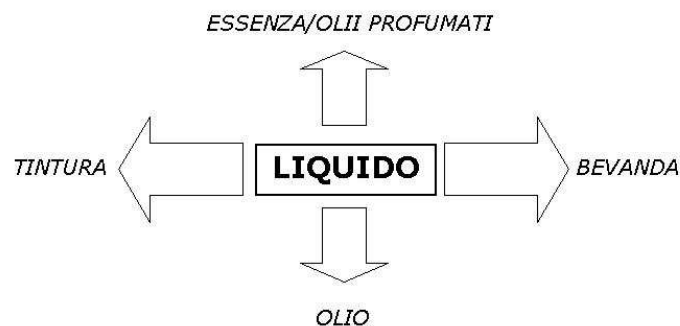 ESSENZA/OLII PROFUMATI
TINTURA
LIQUIDO
BEVANDA
OLIO